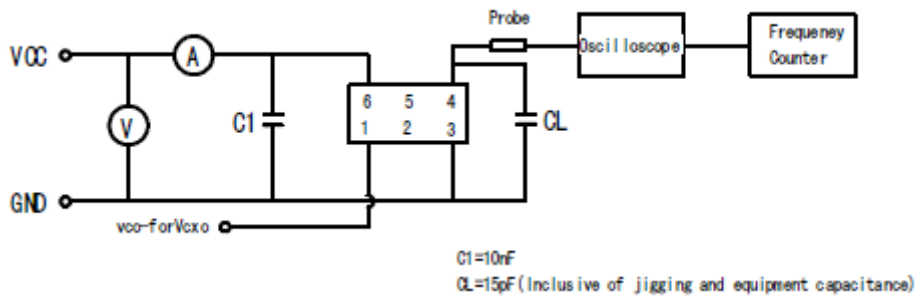 Probe
VCC
A
Oscilloscope
Frequeney
Counter
V
C1
6 5 4
1 2 3
CL
GND
vco-forVcxo
C1=10nF
CL=15pF(Inclusive of jigging and equipment capacitance)